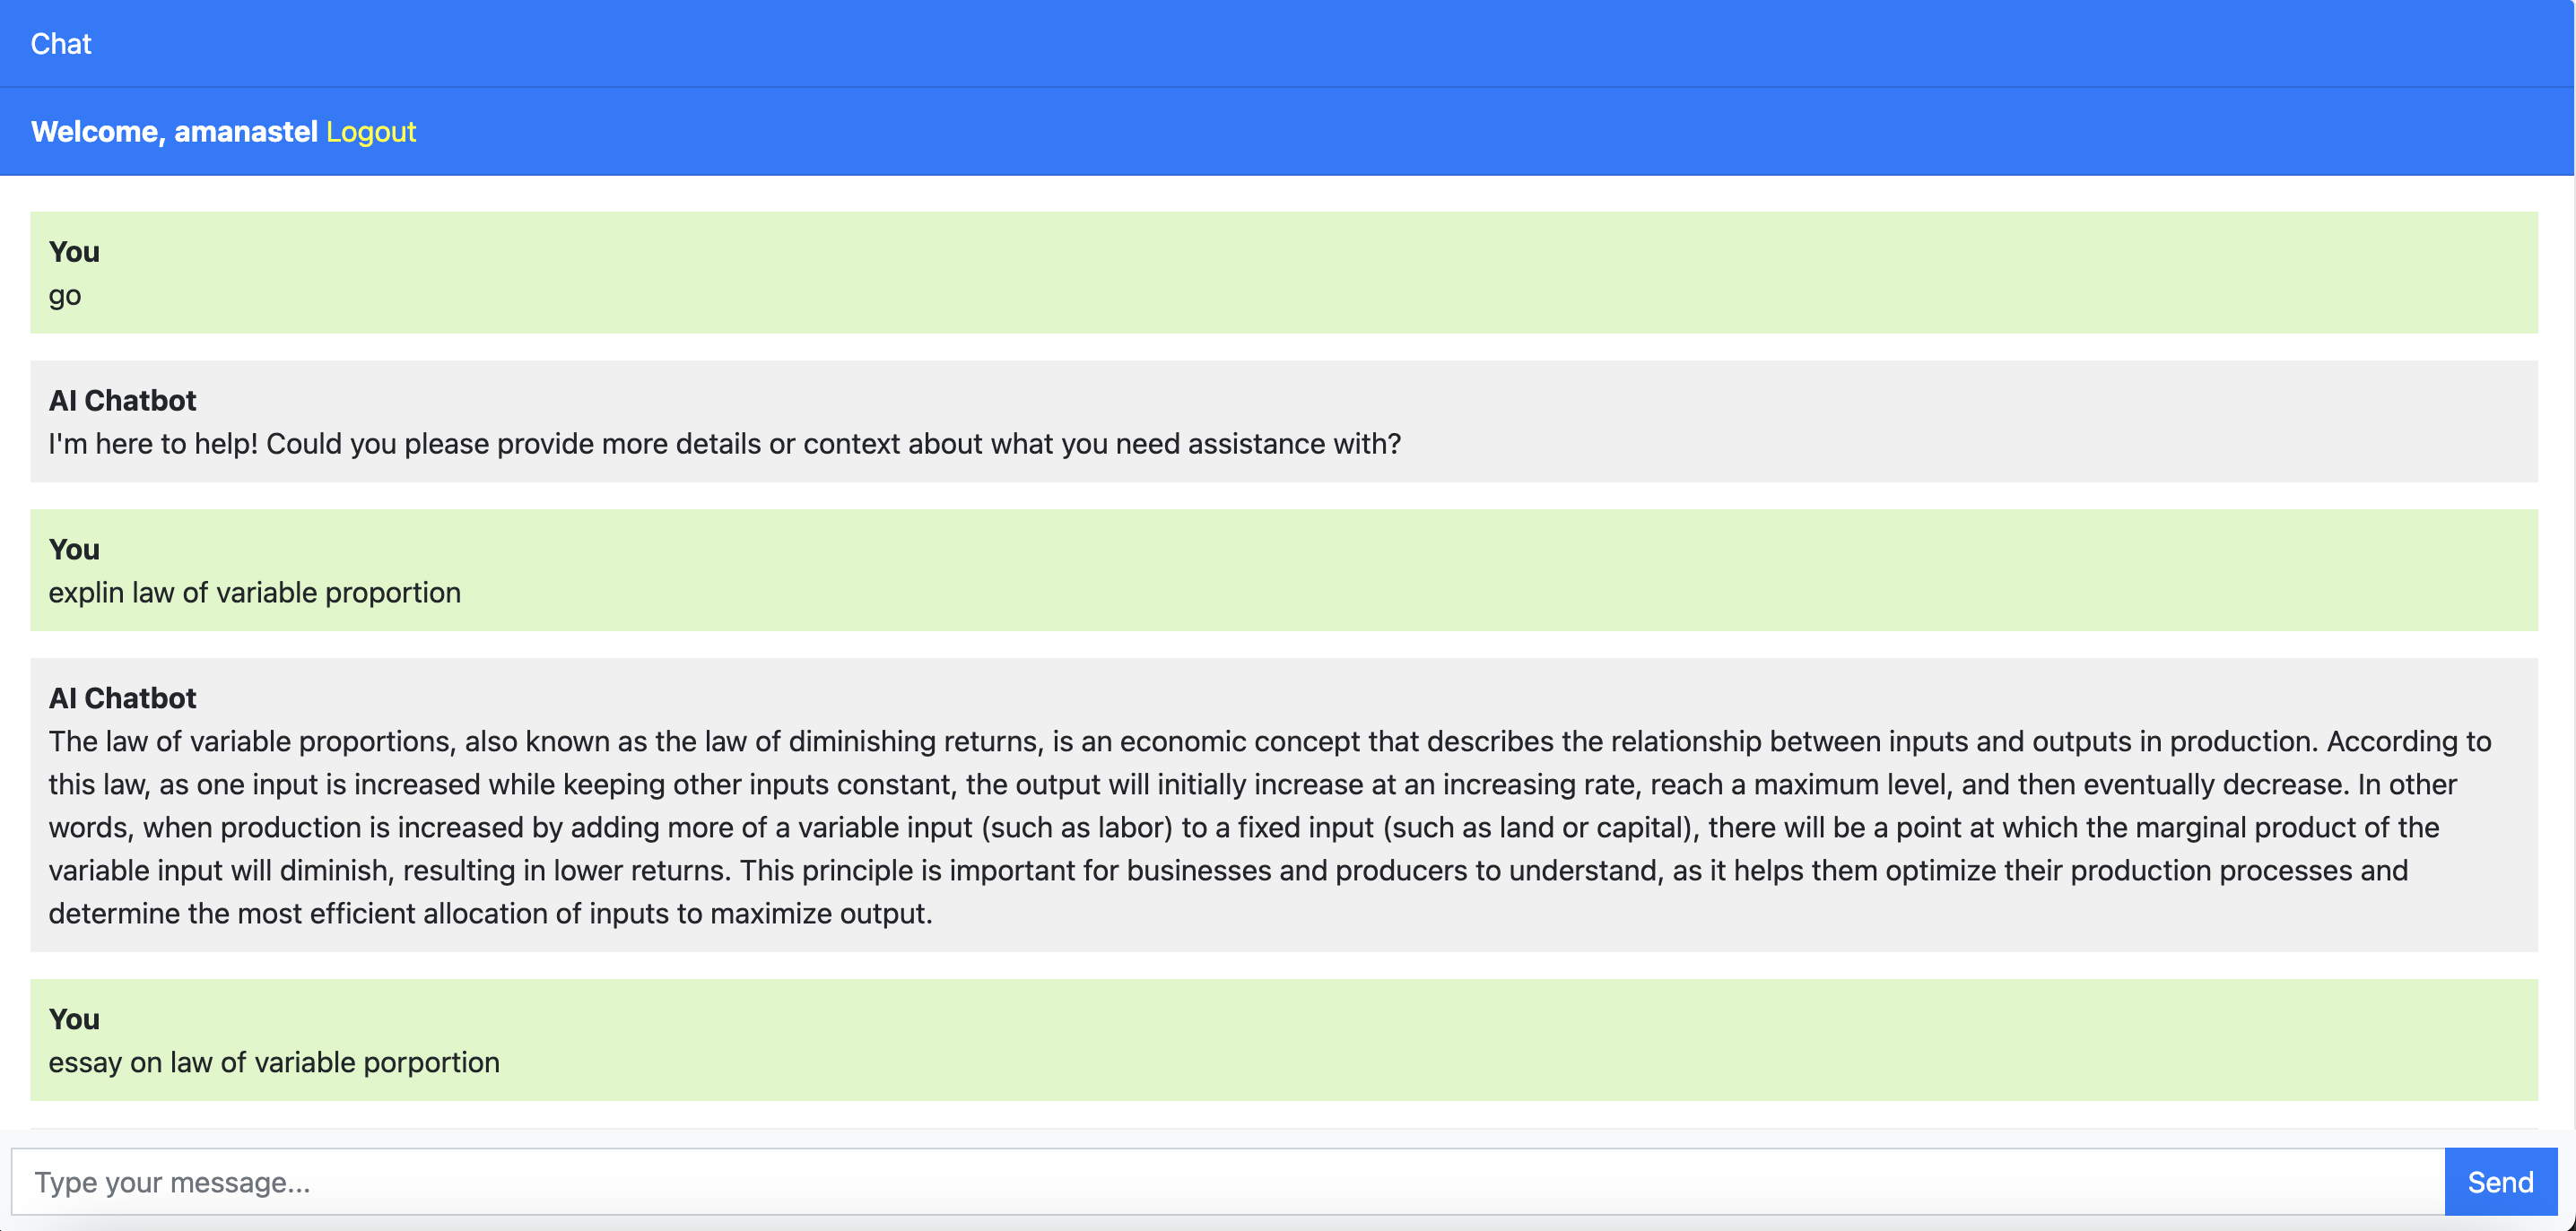 Chat
Welcome, amanastel Logout
You
go
AI Chatbot
I'm here to help! Could you please provide more details or context about what you need assistance with?
You
explin law of variable proportion
AI Chatbot
The law of variable proportions, also known as the law of diminishing returns, is an economic concept that describes the relationship between inputs and outputs in production. According to
this law, as one input is increased while keeping other inputs constant, the output will initially increase at an increasing rate, reach a maximum level, and then eventually decrease. In other
words, when production is increased by adding more of a variable input (such as labor) to a fixed input (such as land or capital), there will be a point at which the marginal product of the
variable input will diminish, resulting in lower returns. This principle is important for businesses and producers to understand, as it helps them optimize their production processes and
determine the most efficient allocation of inputs to maximize output.
You
essay on law of variable porportion
Type your message...
Send